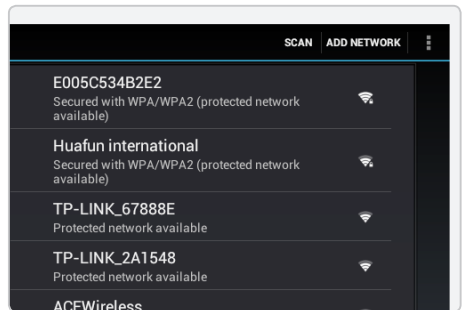 SCAN ADD NETWORK
E005C534B2E2
Secured with WPA/WPA2 (protected network
available)
Huafun international
Secured with WPA/WPA2 (protected network
available)
TP-LINK_67888E
Protected network available
TP-LINK_2A1548
Protected network available
ACEWireless